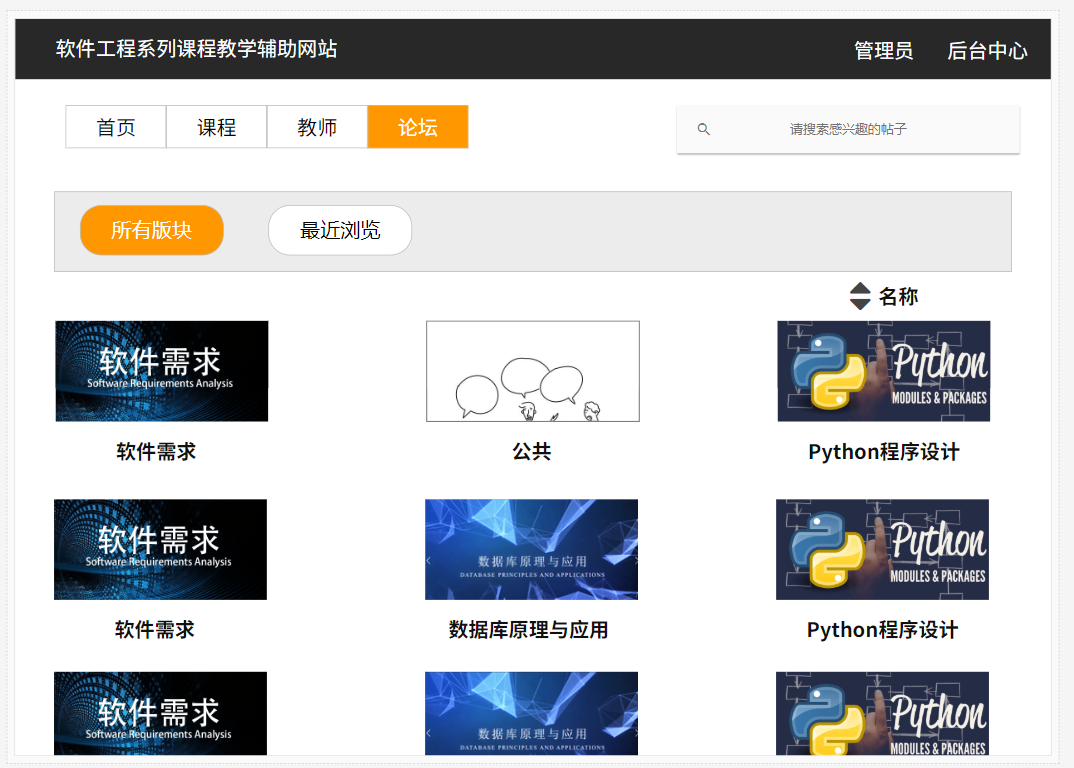 软件工程系列课程教学辅助网站 管理员 后台中心
首页 课程 教师 论坛 请搜索感兴趣的帖子
所有版块 最近浏览
名称
软件需求
Software Requirements Analysis
Python
MODULES & PACKAGES
软件需求 公共 Python程序设计
软件需求
Software Requirements Analysis
数据库原理与应用
DATABASE PRINCIPLES AND APPLICATIONS
Python
MODULES & PACKAGES
软件需求 数据库原理与应用 Python程序设计
软件需求
Software Requirements Analysis
数据库原理与应用
DATABASE PRINCIPLES AND APPLICATIONS
Python
MODULES & PACKAGES